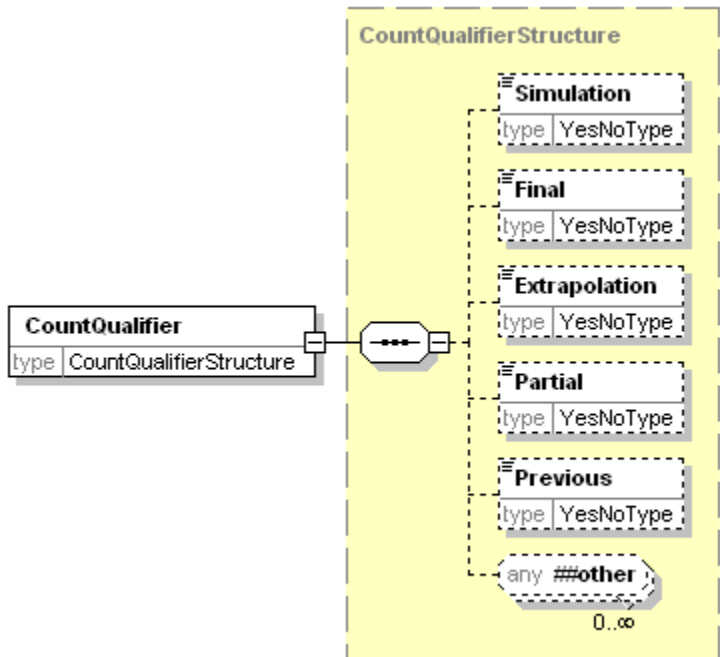 CountQualifierStructure
Simulation
type YesNoType
Final
type YesNoType
Extrapolation
type YesNoType
CountQualifier
type CountQualifierStructure
Partial
type YesNoType
Previous
type YesNoType
any ##other
0..∞